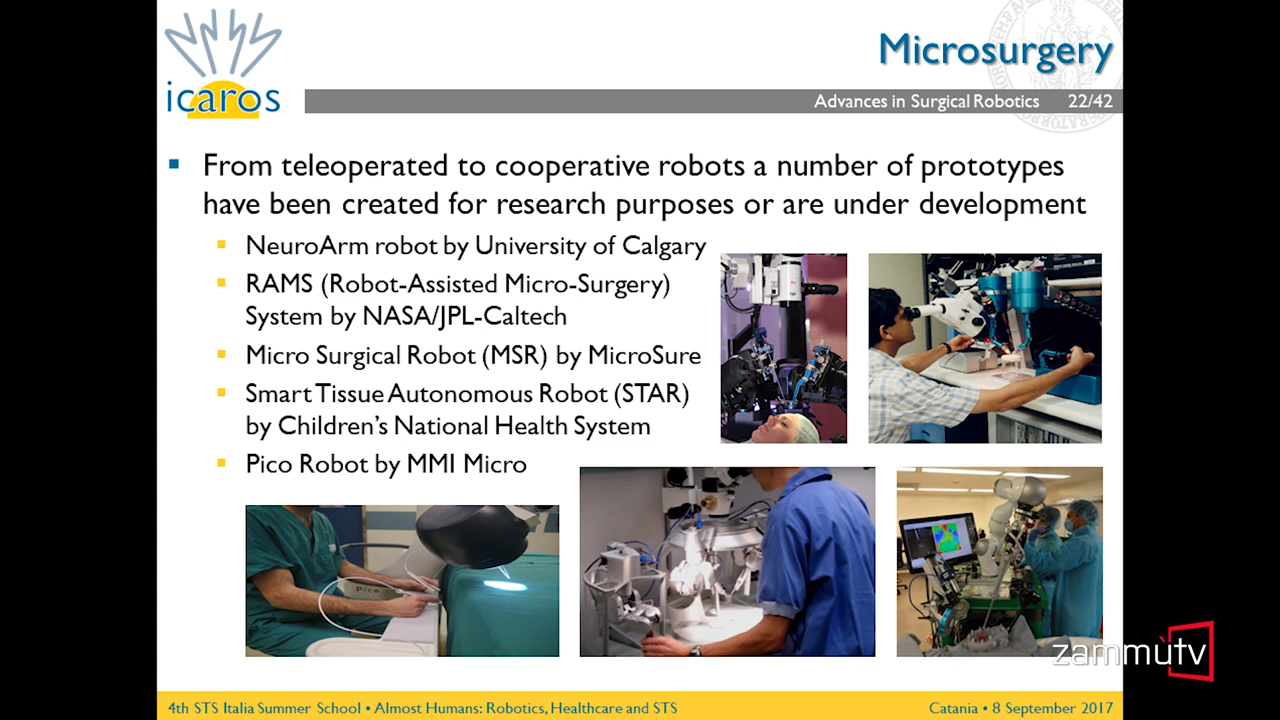 icaros
Microsurgery
Advances in Surgical Robotics 22/42
From teleoperated to cooperative robots a number of prototypes
have been created for research purposes or are under development
NeuroArm robot by University of Calgary
RAMS (Robot-Assisted Micro-Surgery)
System by NASA/JPL-Caltech
Micro Surgical Robot (MSR) by MicroSure
Smart Tissue Autonomous Robot (STAR)
by Children's National Health System
Pico Robot by MMI Micro
Pico
zammùtv
4th STS Italia Summer School • Almost Humans: Robotics, Healthcare and STS
Catania • 8 September 2017